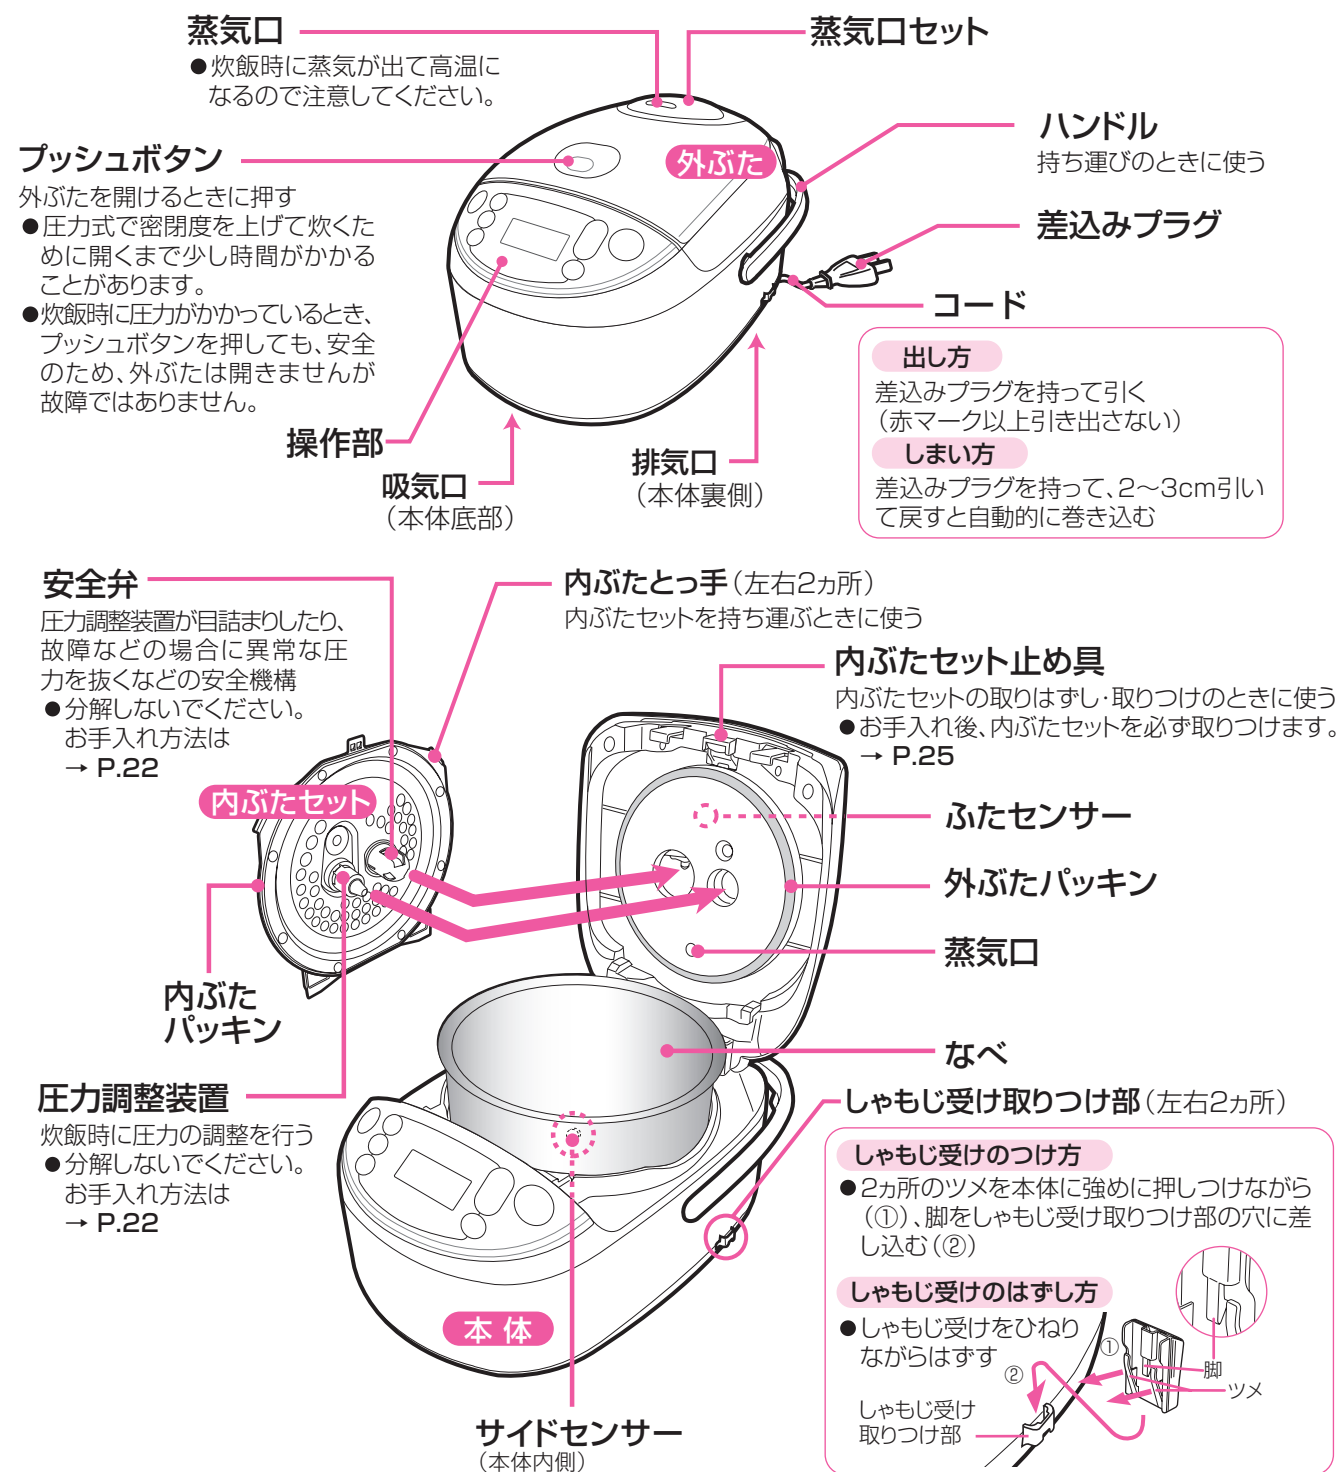 蒸気口
●炊飯時に蒸気が出て高温に
なるので注意してください。
蒸気口セット
プッシュボタン
外ぶたを開けるときに押す
●圧力式で密閉度を上げて炊くた
めに開くまで少し時間がかかる
ことがあります。
●炊飯時に圧力がかかっているとき、
プッシュボタンを押しても、安全
のため、外ぶたは開きませんが
故障ではありません。
外ぶた
ハンドル
持ち運びのときに使う
差込みプラグ
コード
出し方
差込みプラグを持って引く
（赤マーク以上引き出さない）
しまい方
差込みプラグを持って、2～3cm引い
て戻すと自動的に巻き込む
操作部
吸気口
（本体底部）
排気口
（本体裏側）
安全弁
圧力調整装置が目詰まりしたり、
故障などの場合に異常な圧
力を抜くなどの安全機構
●分解しないでください。
お手入れ方法は
→ P.22
内ぶたとっ手（左右2ヵ所）
内ぶたセットを持ち運ぶときに使う
内ぶたセット止め具
内ぶたセットの取りはずし・取りつけのときに使う
●お手入れ後、内ぶたセットを必ず取りつけます。
→ P.25
内ぶたセット
ふたセンサー
外ぶたパッキン
蒸気口
内ぶた
パッキン
なべ
圧力調整装置
炊飯時に圧力の調整を行う
●分解しないでください。
お手入れ方法は
→ P.22
しゃもじ受け取りつけ部（左右2ヵ所）
しゃもじ受けのつけ方
●2ヵ所のツメを本体に強めに押しつけながら
（①）、脚をしゃもじ受け取りつけ部の穴に差
し込む（②）
しゃもじ受けのはずし方
●しゃもじ受けをひねり
ながらはずす
①
②
脚
ツメ
しゃもじ受け
取りつけ部
本体
サイドセンサー
（本体内側）